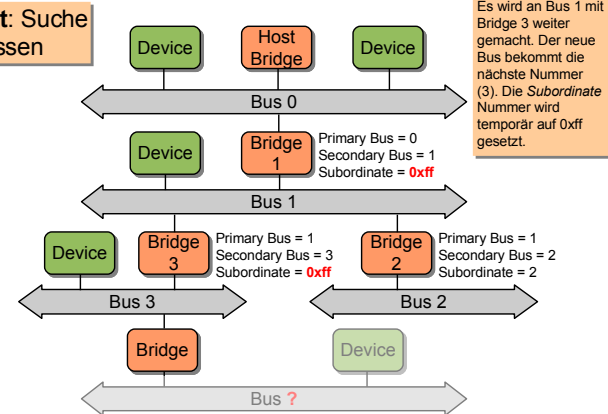 t: Suche
ssen
Es wird an Bus 1 mit
Bridge 3 weiter
gemacht. Der neue
Bus bekommt die
nächste Nummer
(3). Die Subordinate
Nummer wird
temporär auf 0xff
gesetzt.
Device
Host
Bridge
Device
Bus 0
Device
Bridge
1
Primary Bus = 0
Secondary Bus = 1
Subordinate = 0xff
Bus 1
Device
Bridge
3
Primary Bus = 1
Secondary Bus = 3
Subordinate = 0xff
Bridge
2
Primary Bus = 1
Secondary Bus = 2
Subordinate = 2
Bus 3
Bus 2
Bridge
Device
Bus ?